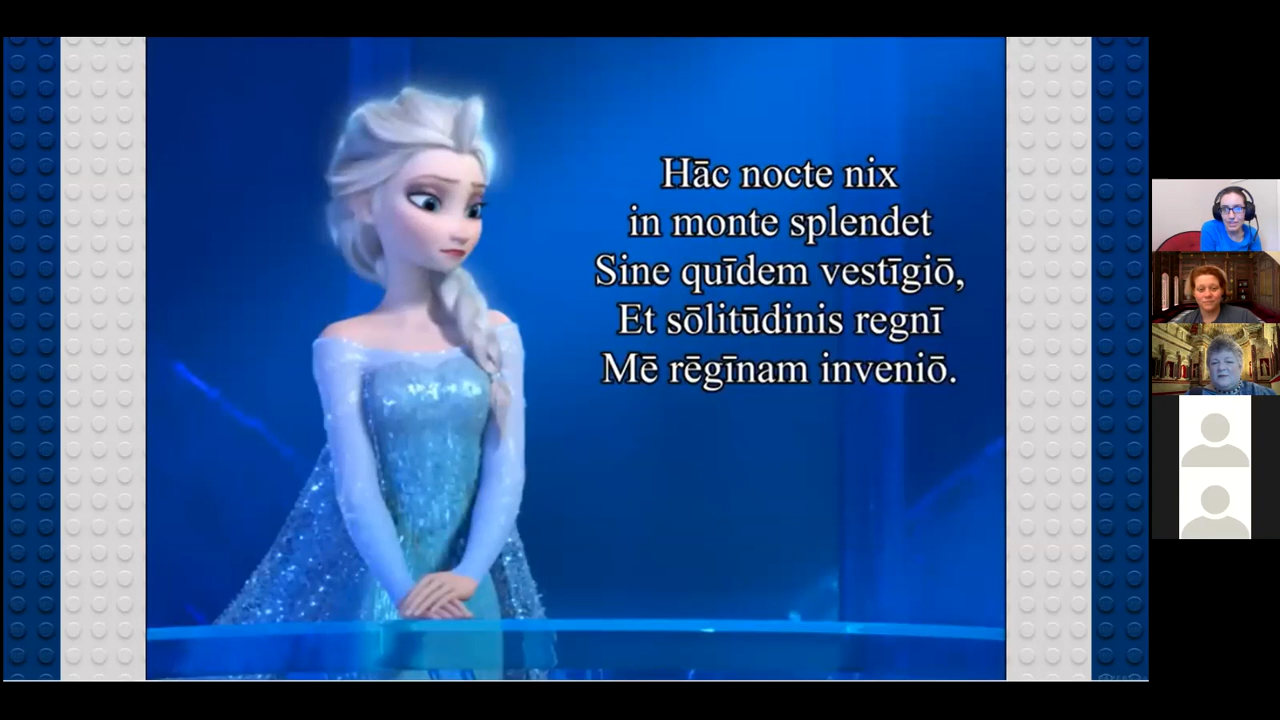 Hāc nocte nix
in monte splendet
Sine quīdem vestīgiō,
Et sōlitūdinis regnī
Mē rēgīnam inveniō.